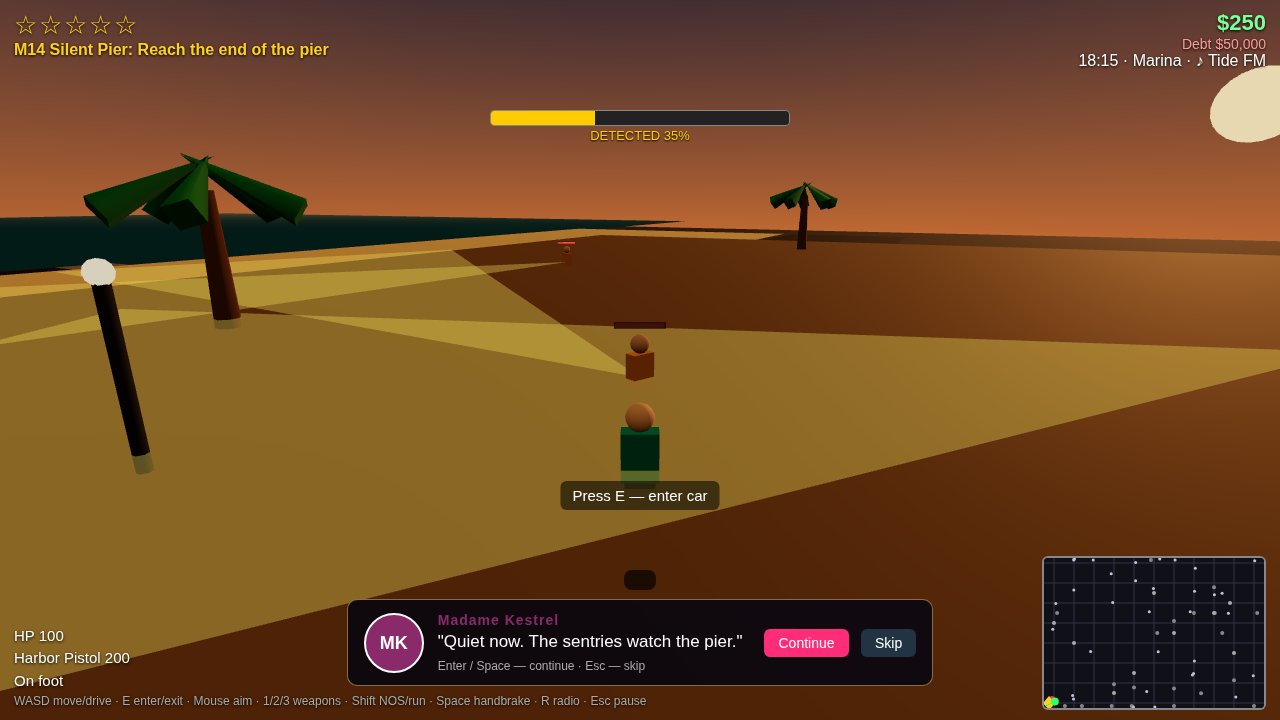 ☆☆☆☆☆
M14 Silent Pier: Reach the end of the pier
$250
Debt $50,000
18:15 · Marina · ♪ Tide FM
DETECTED 35%
Press E — enter car
MK
Madame Kestrel
"Quiet now. The sentries watch the pier."
Continue
Skip
Enter / Space — continue · Esc — skip
HP 100
Harbor Pistol 200
On foot
WASD move/drive · E enter/exit · Mouse aim · 1/2/3 weapons · Shift NOS/run · Space handbrake · R radio · Esc pause